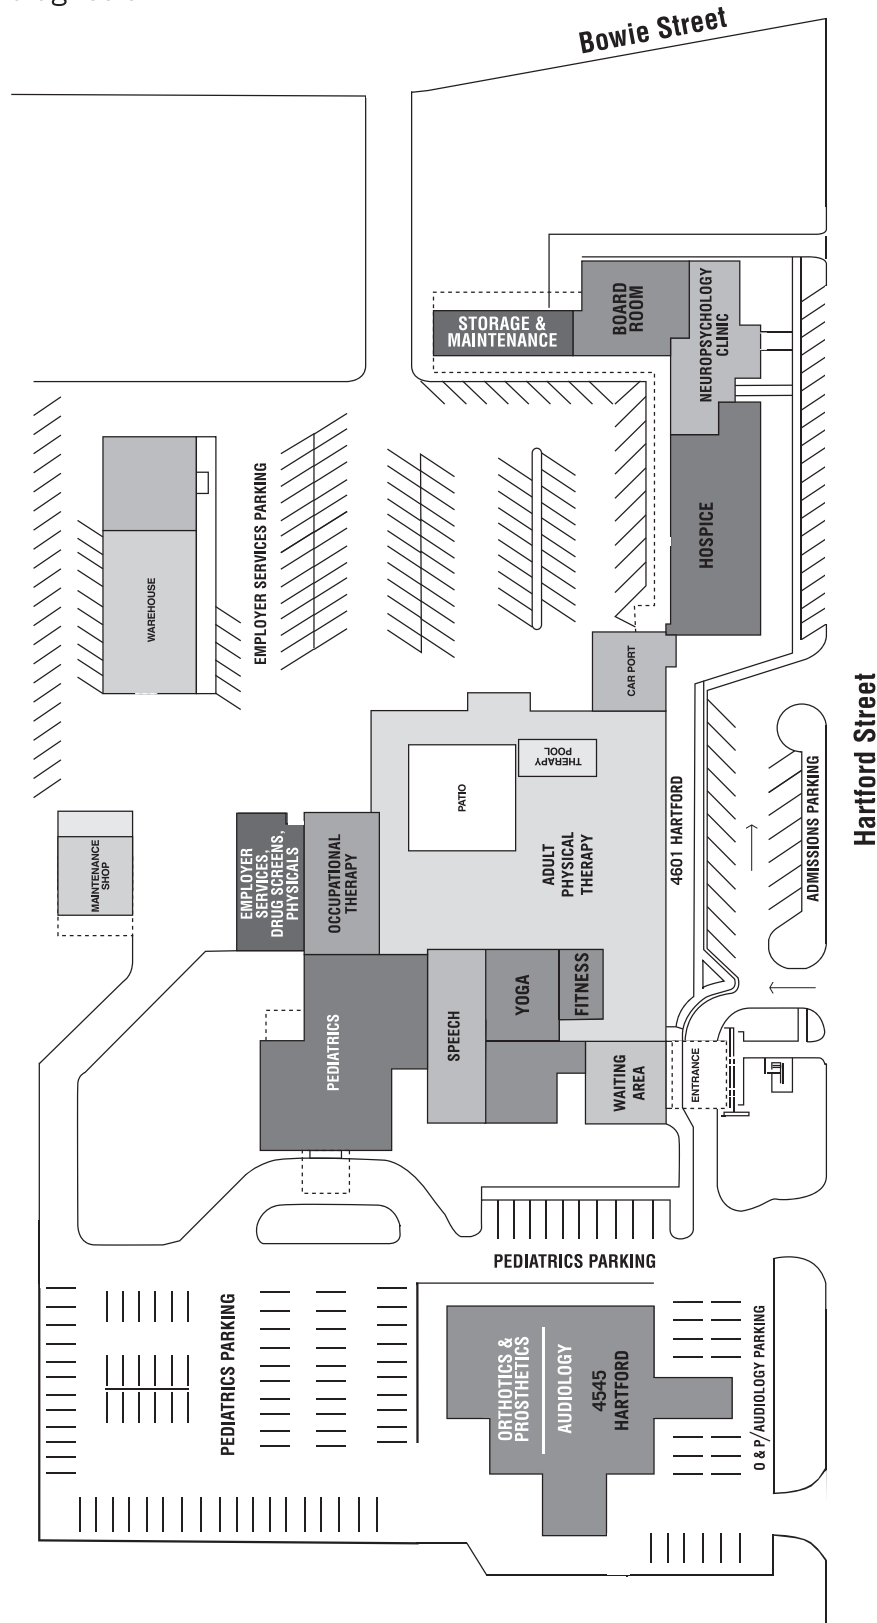 Bowie Street
STORAGE &
MAINTENANCE
BOARD
ROOM
NEUROPSYCHOLOGY
CLINIC
EMPLOYER SERVICES PARKING
WAREHOUSE
HOSPICE
CAR PORT
Hartford Street
THERAPY
POOL
PATIO
4601 HARTFORD
ADMISSIONS PARKING
MAINTENANCE
SHOP
EMPLOYER
SERVICES,
DRUG SCREENS,
PHYSICALS
OCCUPATIONAL
THERAPY
ADULT
PHYSICAL
THERAPY
PEDIATRICS
SPEECH
YOGA
FITNESS
WAITING
AREA
ENTRANCE
PEDIATRICS PARKING
PEDIATRICS PARKING
ORTHOTICS &
PROSTHETICS
AUDIOLOGY
4545
HARTFORD
O & P/AUDIOLOGY PARKING